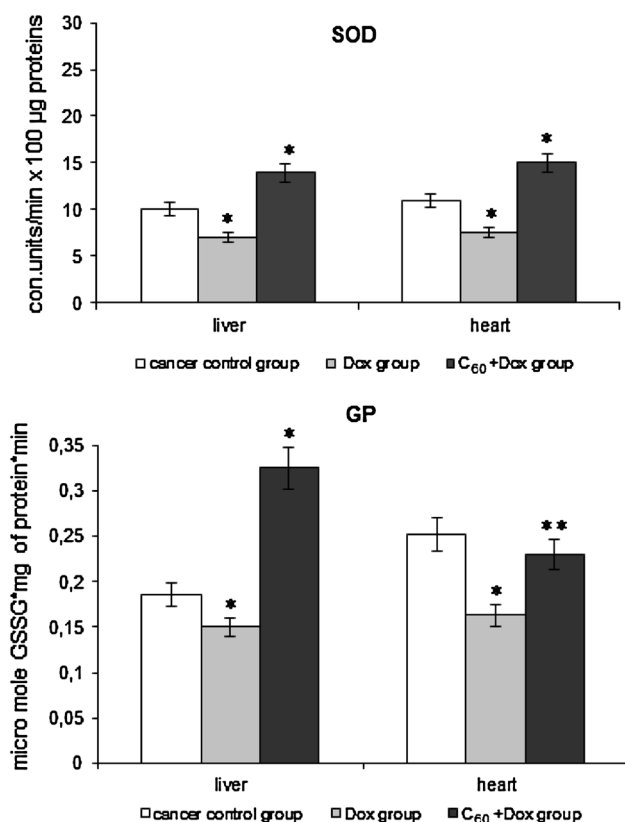 SOD
con.units/min x 100 µg proteins
30
25
20
15
10
5
0
* * * *
liver heart
cancer control group Dox group C60 +Dox group
GP
micro mole GSSG*mg of protein*min
0,35
0,3
0,25
0,2
0,15
0,1
0,05
0
* * * **
liver heart
cancer control group Dox group C60 +Dox group